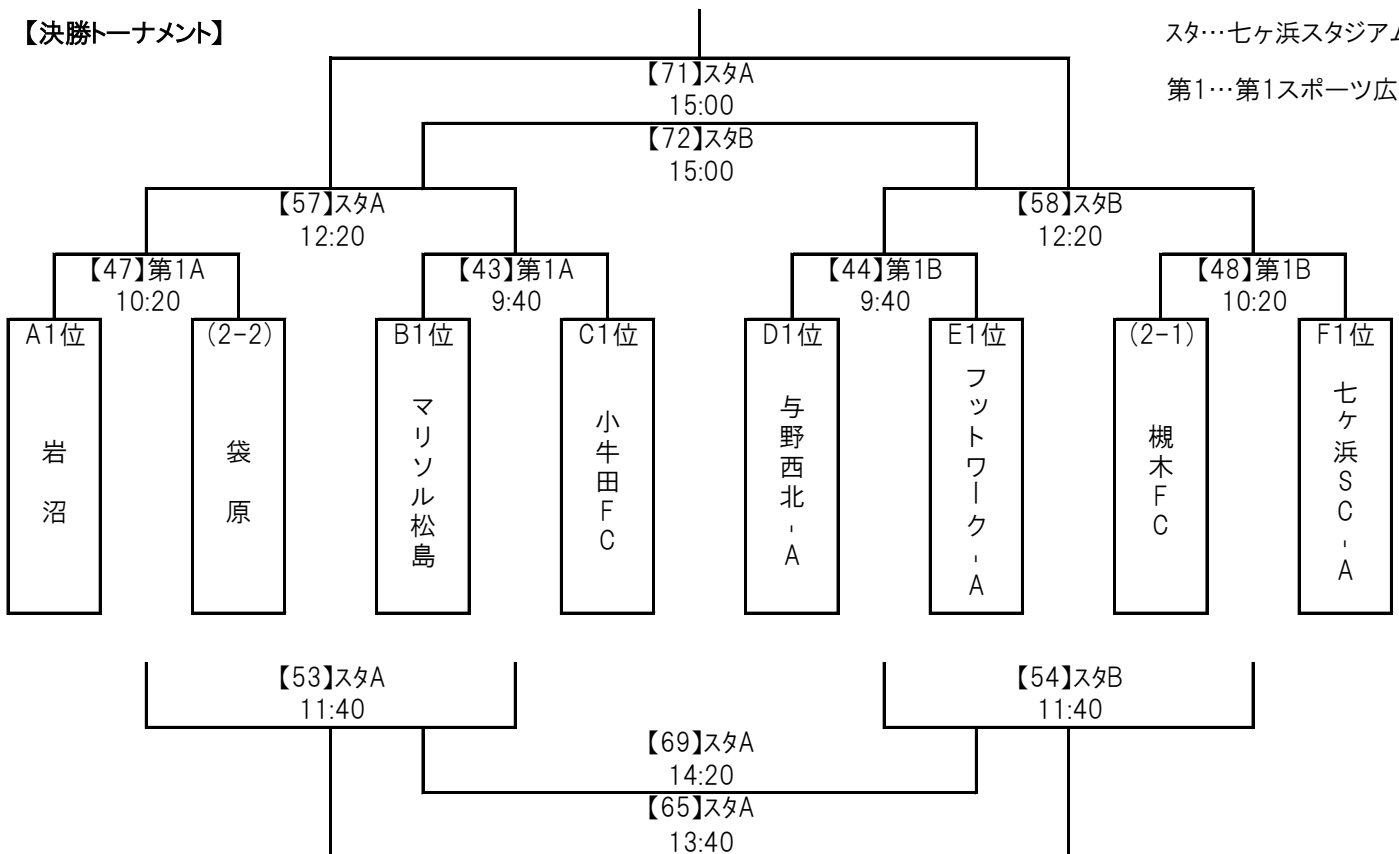 【決勝トーナメント】
スタ…七ヶ浜スタジアム
第1…第1スポーツ広
【71】スタA
15:00
【72】スタB
15:00
【57】スタA
12:20
【58】スタB
12:20
【47】第1A
10:20
【43】第1A
9:40
【44】第1B
9:40
【48】第1B
10:20
A1位
岩沼
(2-2)
袋原
B1位
マリソル松島
C1位
小牛田FC
D1位
与野西北-A
E1位
フットワーク-A
(2-1)
槻木FC
F1位
七ヶ浜SC-A
【53】スタA
11:40
【54】スタB
11:40
【69】スタA
14:20
【65】スタA
13:40